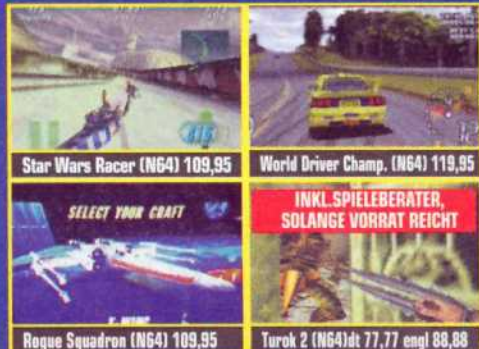 Star Wars Racer (N64) 109,95
World Driver Champ. (N64) 119,95
SELECT YOUR CRAFT
INKL.SPIELEBERATER,
SOLANGE VORRAT REICHT
Rogue Squadron (N64) 109,95
Turok 2 (N64)dt 77,77 engl 88,88